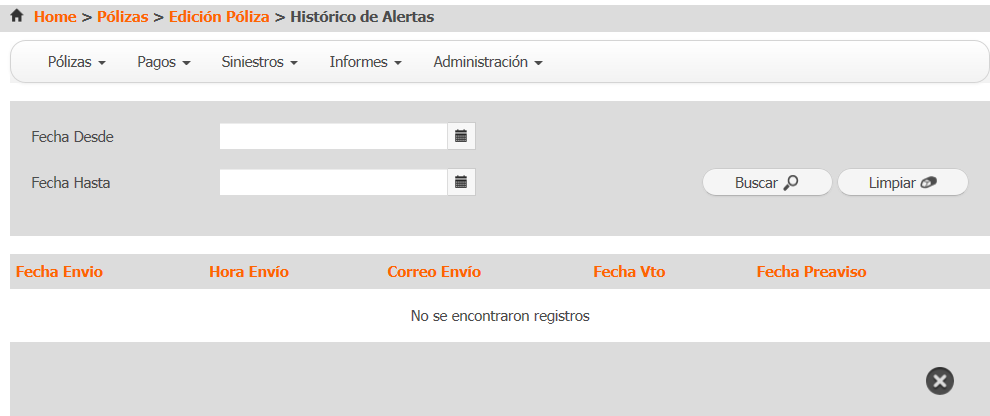 Home > Pólizas > Edición Póliza > Histórico de Alertas
Pólizas Pagos Siniestros Informes Administración
Fecha Desde
Fecha Hasta Buscar Limpiar
Fecha Envio Hora Envío Correo Envío Fecha Vto Fecha Preaviso
No se encontraron registros